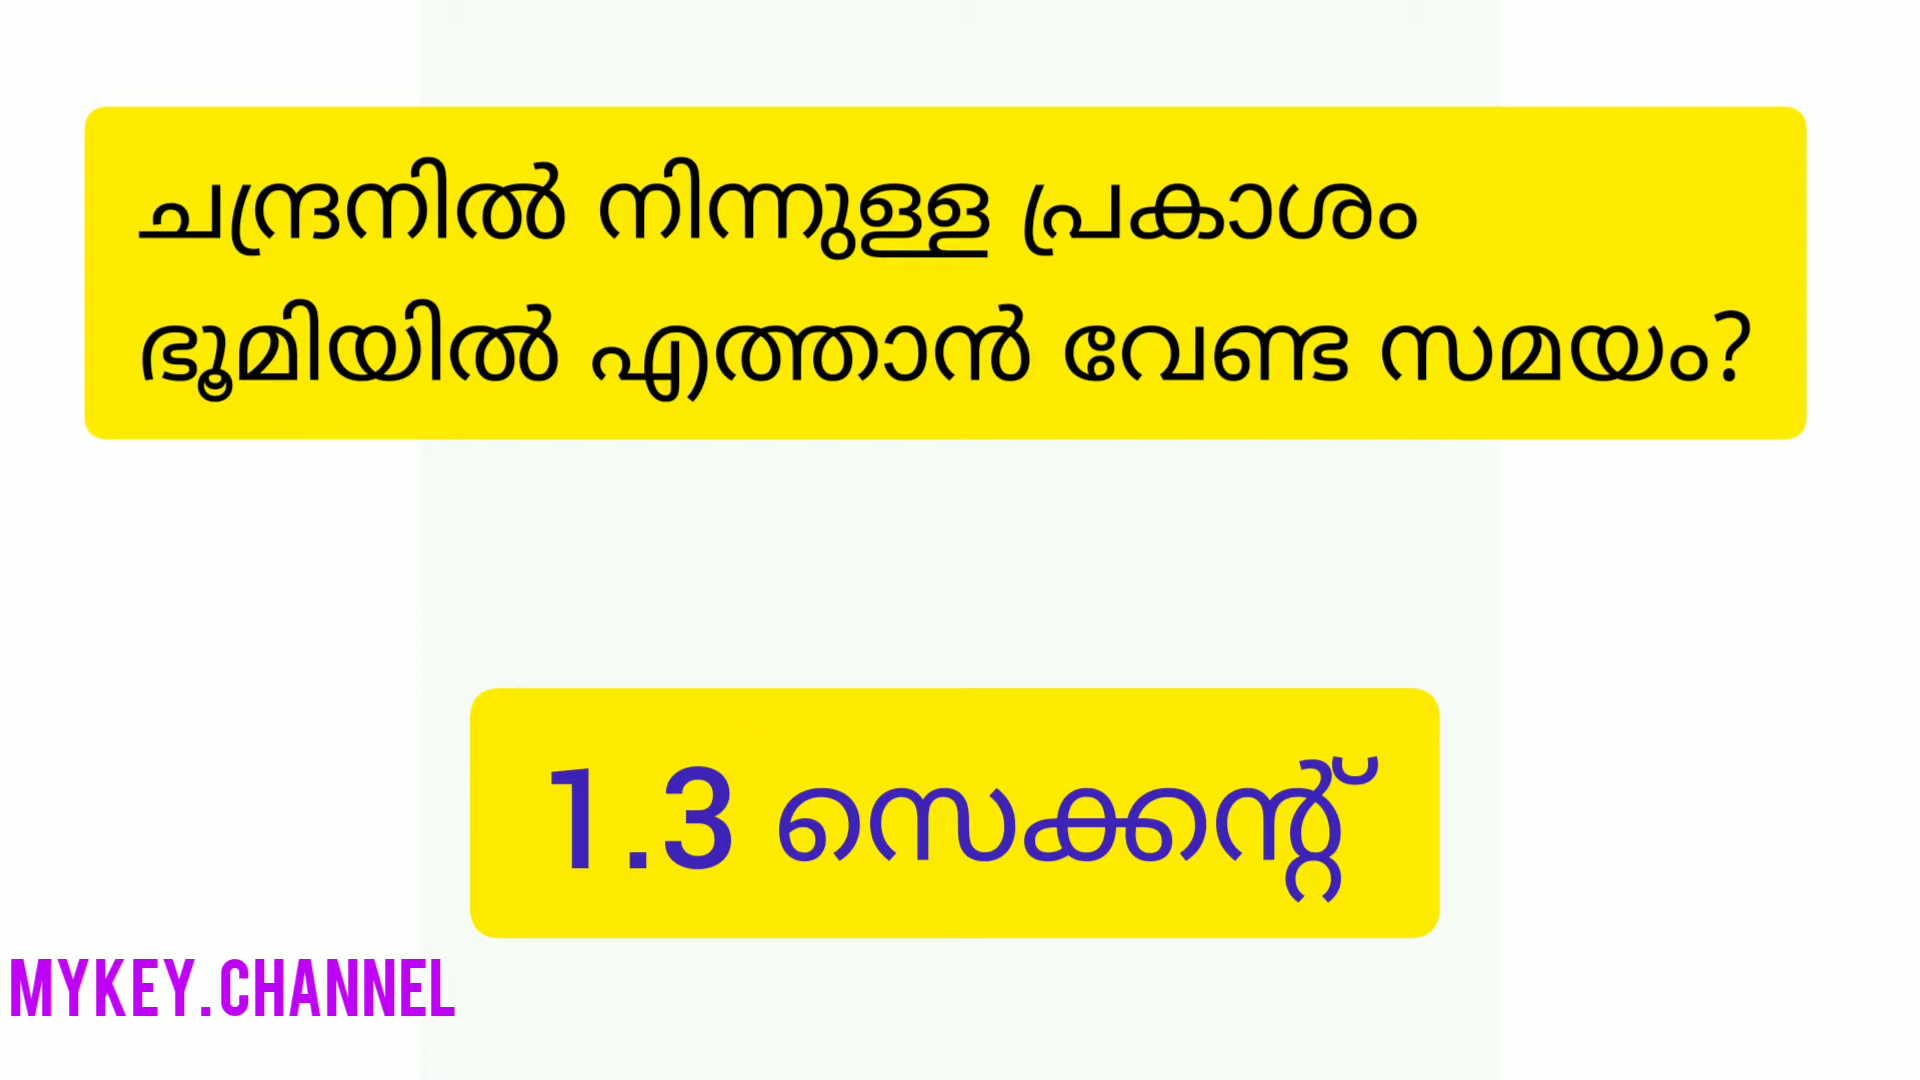 ചന്ദ്രനിൽ നിന്നുള്ള പ്രകാശം
ഭൂമിയിൽ എത്താൻ വേണ്ട സമയം?
1.3 സെക്കന്റ്
MYKEY.CHANNEL